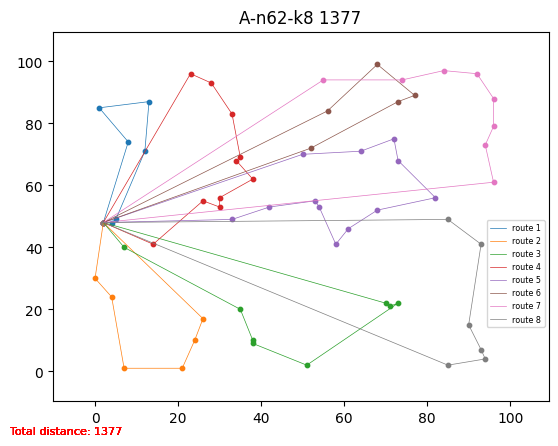 A-n62-k8 1377
100
80
60
40
20
0
0 20 40 60 80 100
route 1
route 2
route 3
route 4
route 5
route 6
route 7
route 8
Total distance: 1377